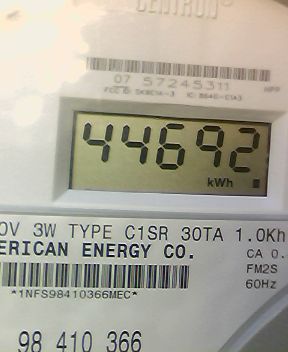 CENTRON®
07 57245311
44692
kWh
0V 3W TYPE C1SR 30TA 1.0Kh
ERICAN ENERGY CO.
CA 0.
FM2S
60Hz
*1NFS98410366MEC*
98 410 366